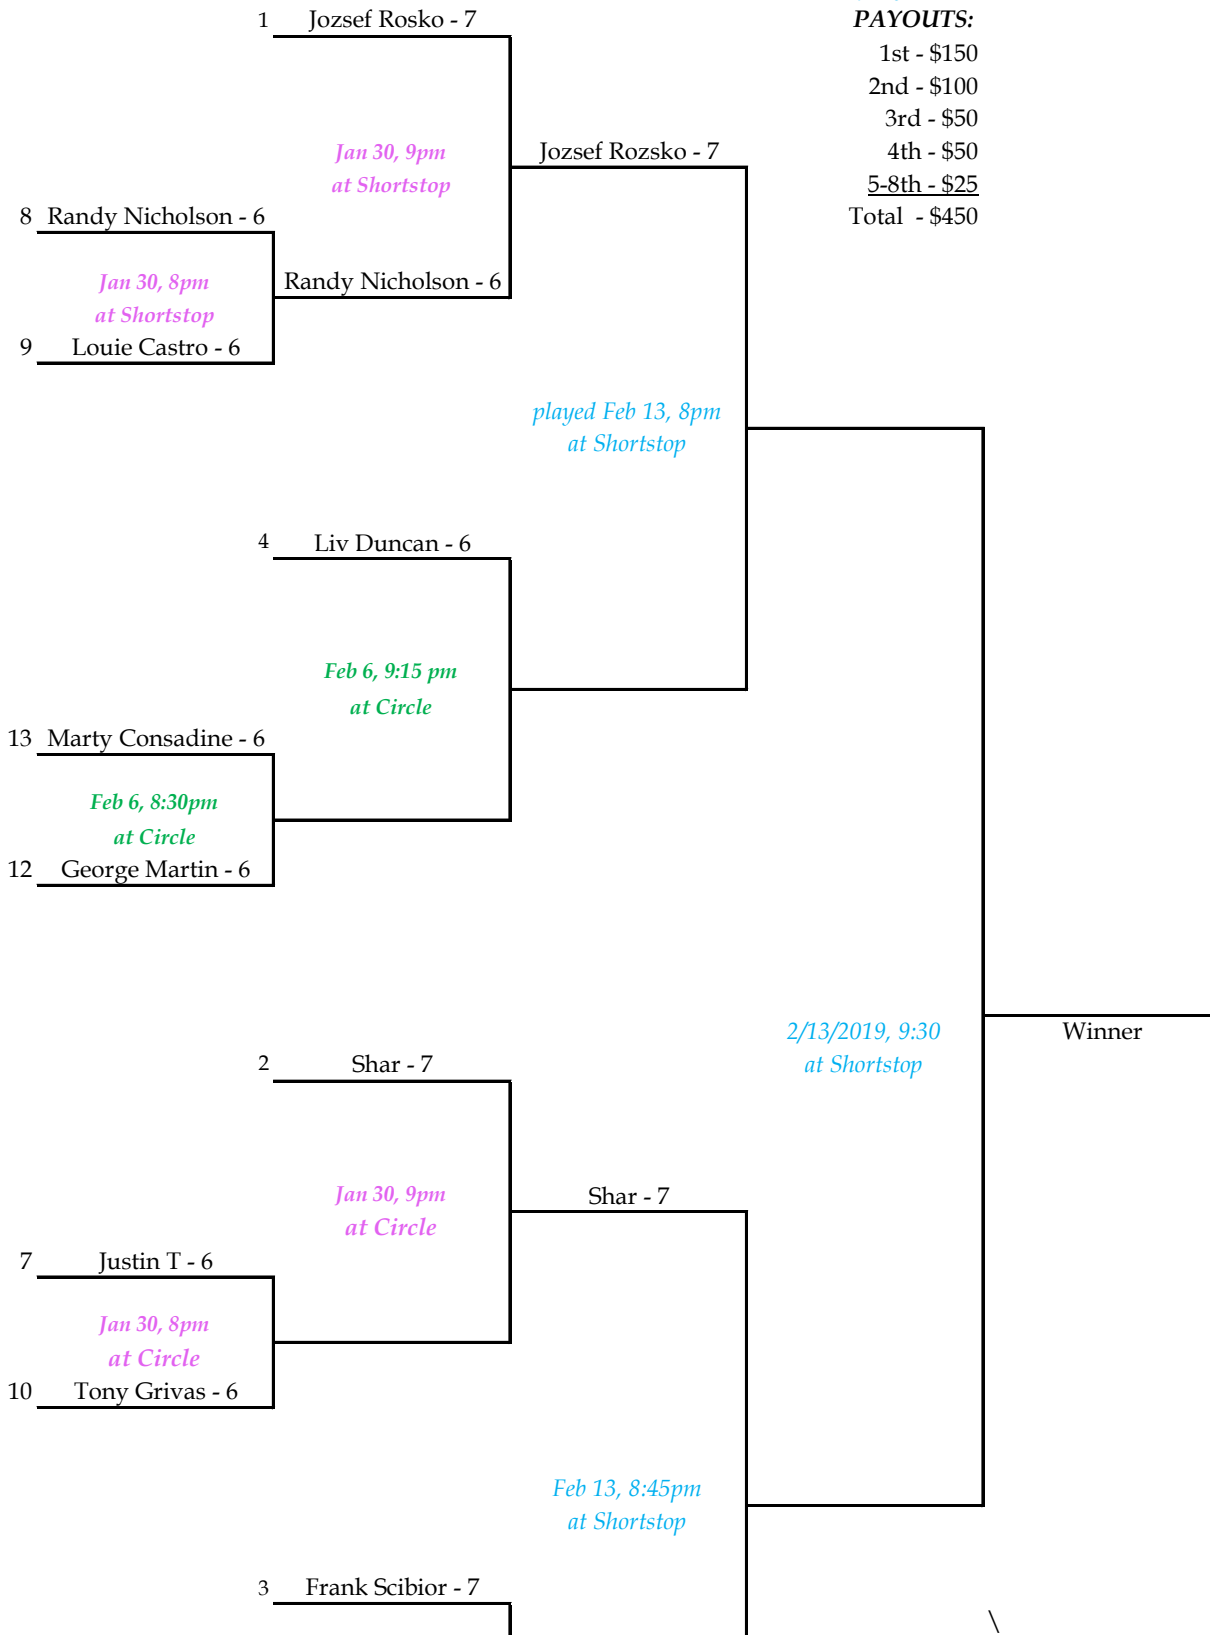 1 Jozsef Rosko - 7
PAYOUTS:
1st - $150
2nd - $100
3rd - $50
4th - $50
5-8th - $25
Total - $450
Jan 30, 9pm
at Shortstop
Jozsef Rozsko - 7
8 Randy Nicholson - 6
Jan 30, 8pm
at Shortstop
Randy Nicholson - 6
9 Louie Castro - 6
played Feb 13, 8pm
at Shortstop
4 Liv Duncan - 6
Feb 6, 9:15 pm
at Circle
13 Marty Consadine - 6
Feb 6, 8:30pm
at Circle
12 George Martin - 6
2/13/2019, 9:30
at Shortstop
Winner
2 Shar - 7
Jan 30, 9pm
at Circle
Shar - 7
7 Justin T - 6
Jan 30, 8pm
at Circle
10 Tony Grivas - 6
Feb 13, 8:45pm
at Shortstop
3 Frank Scibior - 7
\